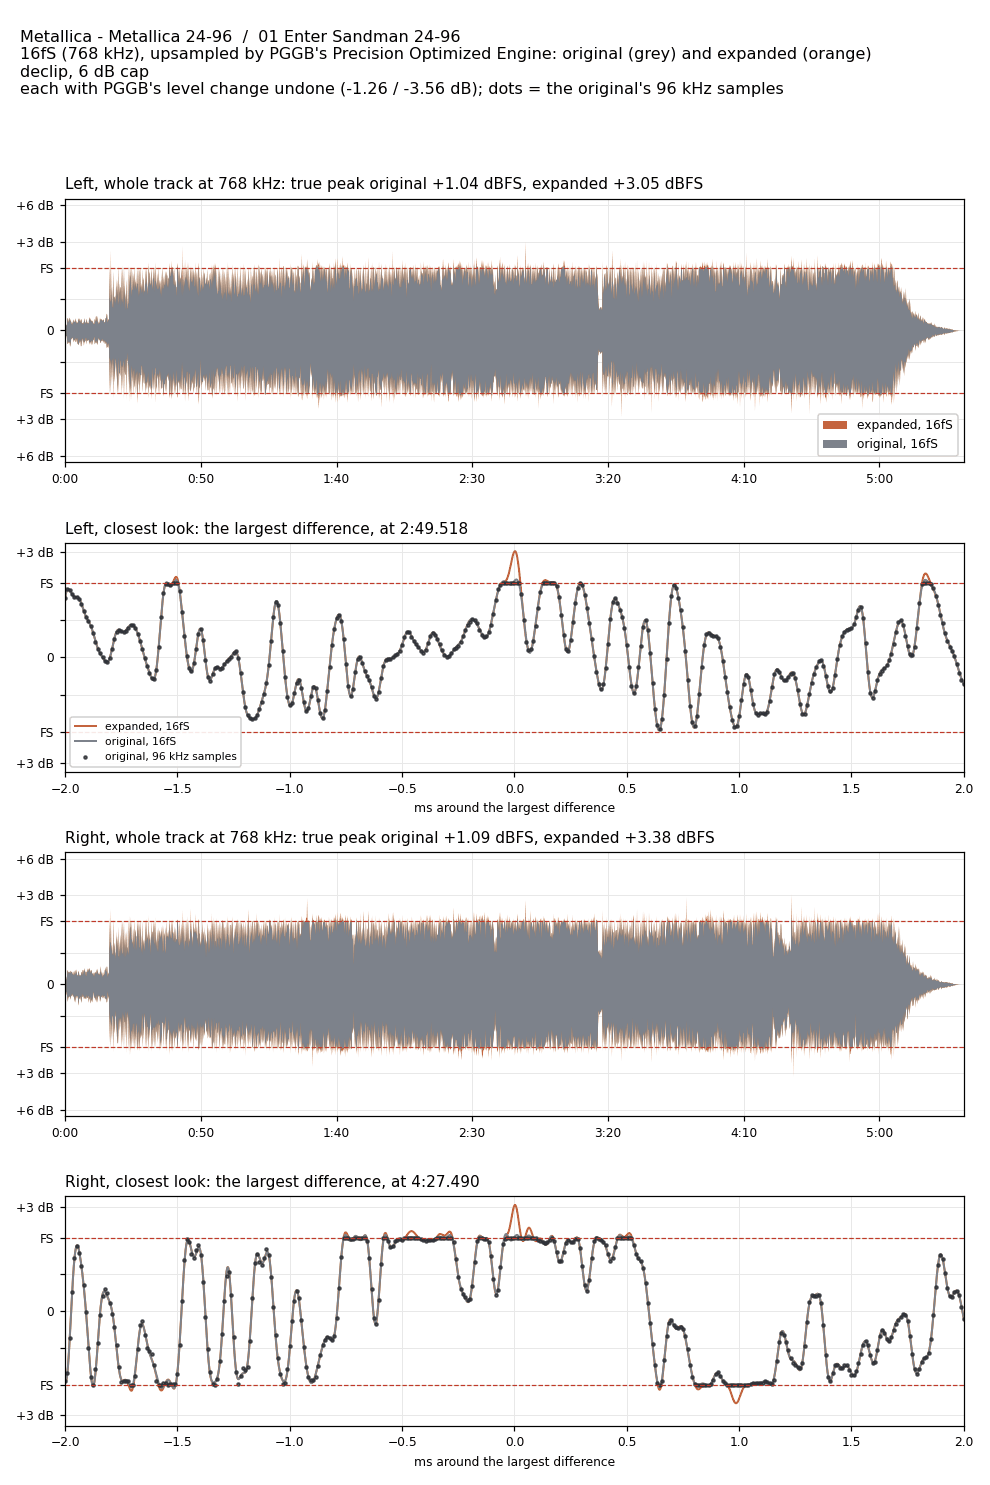 Metallica - Metallica 24-96  /  01 Enter Sandman 24-96
16fS (768 kHz), upsampled by PGGB's Precision Optimized Engine: original (grey) and expanded (orange)
declip, 6 dB cap
each with PGGB's level change undone (-1.26 / -3.56 dB); dots = the original's 96 kHz samples
Left, whole track at 768 kHz: true peak original +1.04 dBFS, expanded +3.05 dBFS
+6 dB
+3 dB
FS
0
FS
+3 dB
+6 dB
expanded, 16fS
original, 16fS
0:00 0:50 1:40 2:30 3:20 4:10 5:00
Left, closest look: the largest difference, at 2:49.518
+3 dB
FS
0
FS
+3 dB
expanded, 16fS
original, 16fS
original, 96 kHz samples
−2.0 −1.5 −1.0 −0.5 0.0 0.5 1.0 1.5 2.0
ms around the largest difference
Right, whole track at 768 kHz: true peak original +1.09 dBFS, expanded +3.38 dBFS
+6 dB
+3 dB
FS
0
FS
+3 dB
+6 dB
0:00 0:50 1:40 2:30 3:20 4:10 5:00
Right, closest look: the largest difference, at 4:27.490
+3 dB
FS
0
FS
+3 dB
−2.0 −1.5 −1.0 −0.5 0.0 0.5 1.0 1.5 2.0
ms around the largest difference